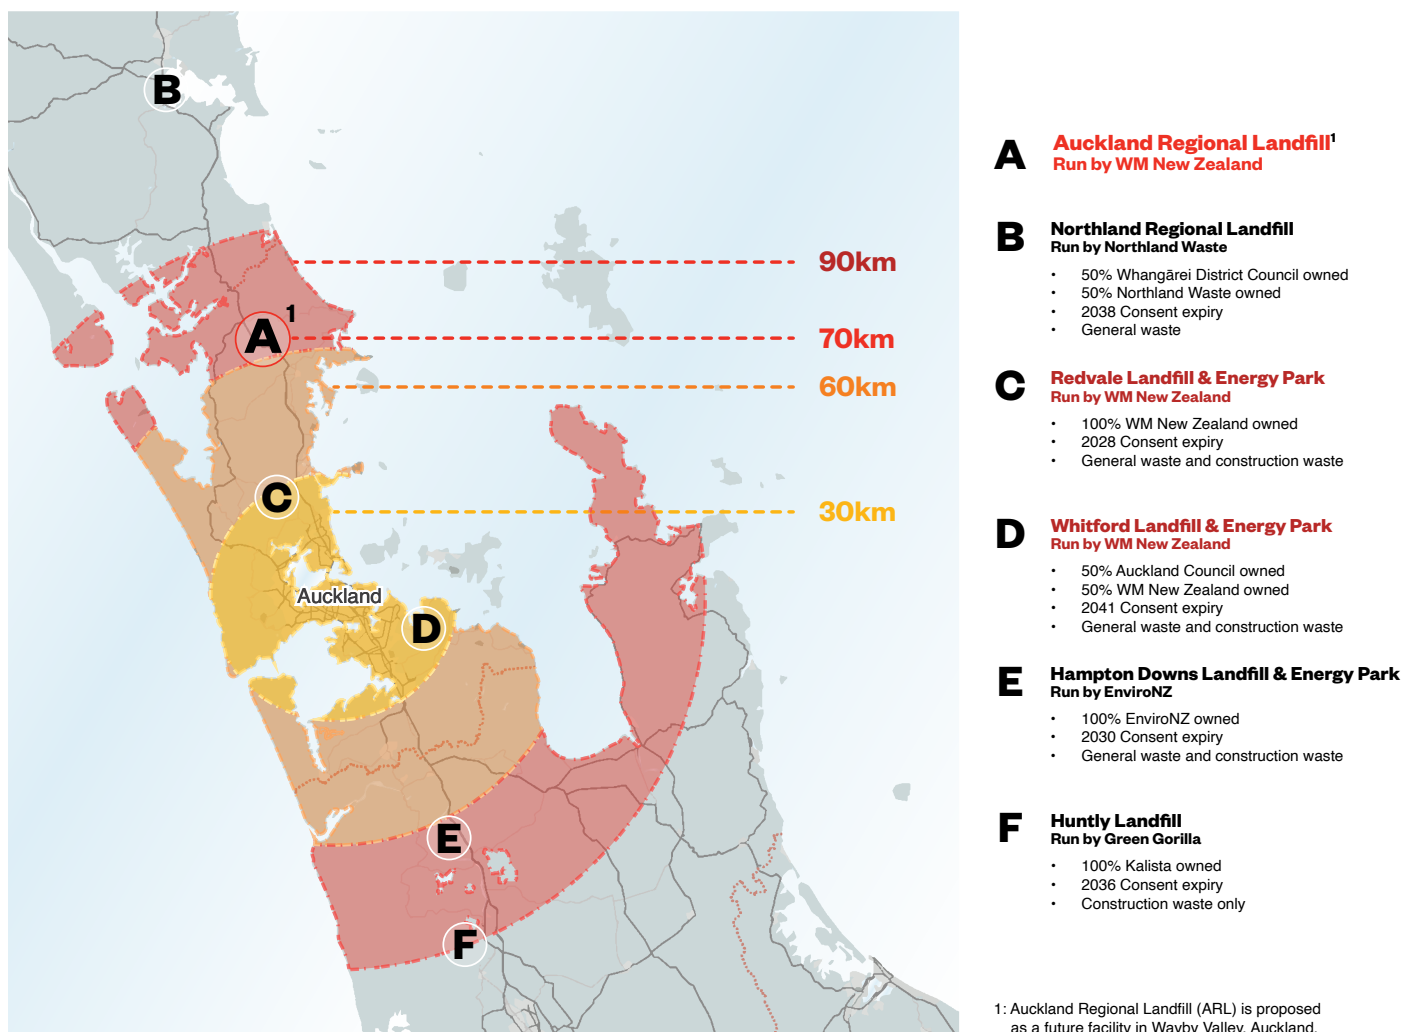 B
90km
A
1
70km
60km
C
30km
Auckland
D
E
F
A
Auckland Regional Landfill¹
Run by WM New Zealand
B
Northland Regional Landfill
Run by Northland Waste
• 50% Whangārei District Council owned
• 50% Northland Waste owned
• 2038 Consent expiry
• General waste
C
Redvale Landfill & Energy Park
Run by WM New Zealand
• 100% WM New Zealand owned
• 2028 Consent expiry
• General waste and construction waste
D
Whitford Landfill & Energy Park
Run by WM New Zealand
• 50% Auckland Council owned
• 50% WM New Zealand owned
• 2041 Consent expiry
• General waste and construction waste
E
Hampton Downs Landfill & Energy Park
Run by EnviroNZ
• 100% EnviroNZ owned
• 2030 Consent expiry
• General waste and construction waste
F
Huntly Landfill
Run by Green Gorilla
• 100% Kalista owned
• 2036 Consent expiry
• Construction waste only
1: Auckland Regional Landfill (ARL) is proposed
as a future facility in Wayby Valley, Auckland.